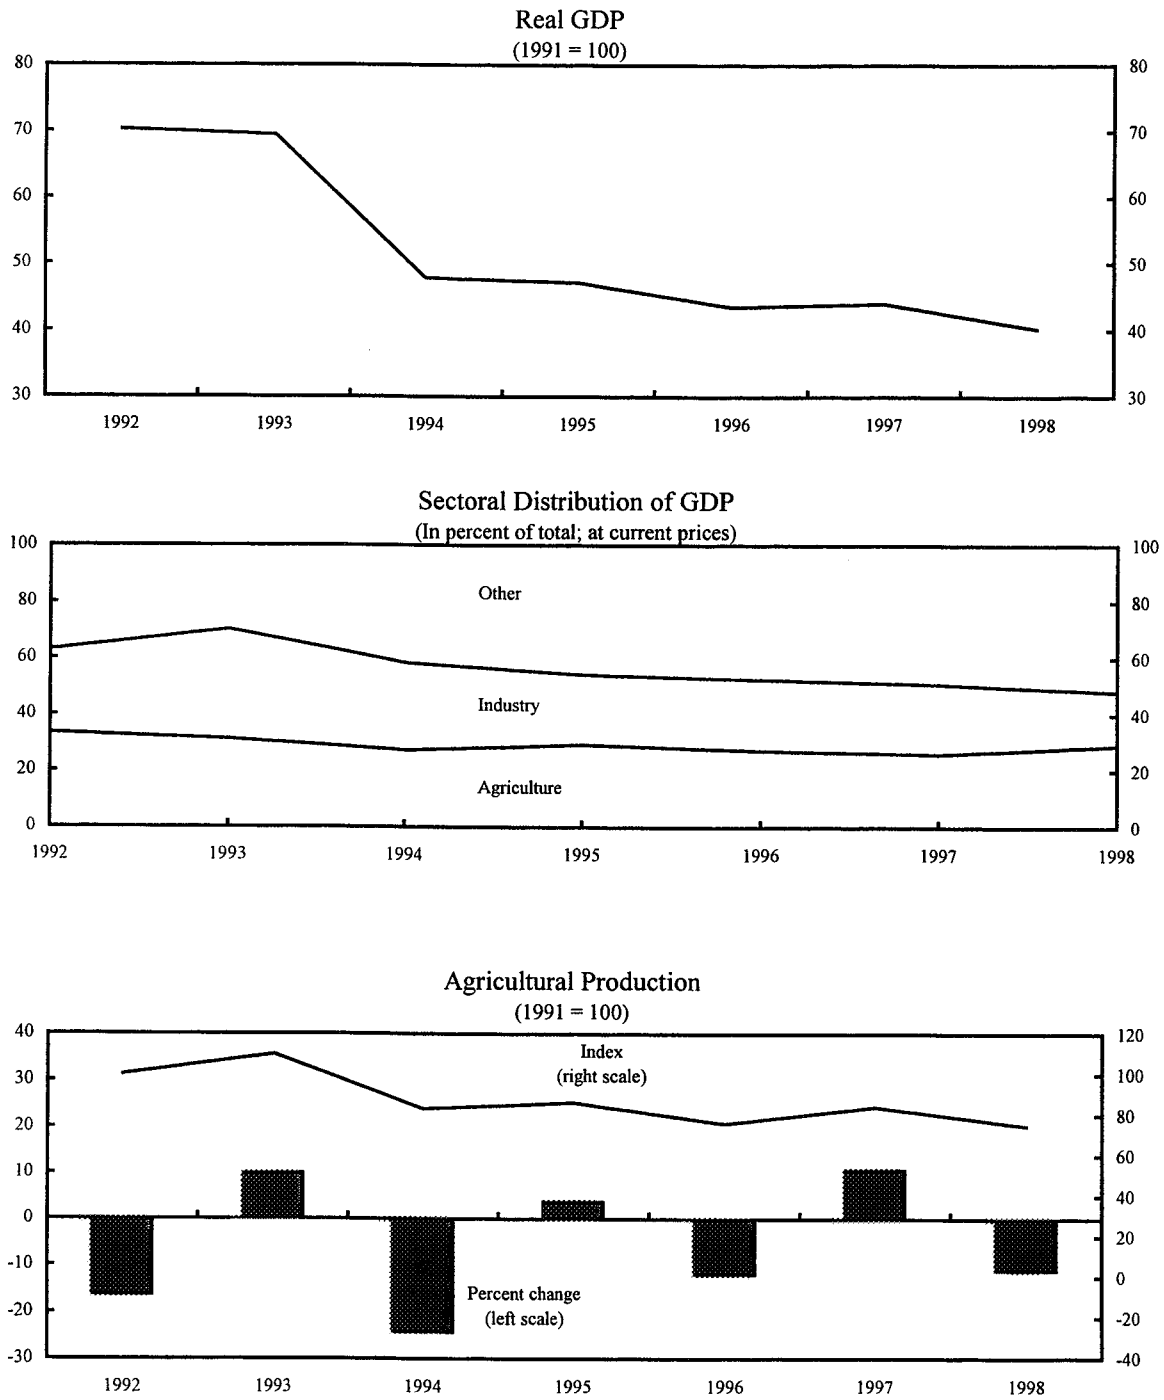 Real GDP
(1991 = 100)
80 80
70 70
60 60
50 50
40 40
30 30
1992 1993 1994 1995 1996 1997 1998
Sectoral Distribution of GDP
(In percent of total; at current prices)
100 100
Other
80 80
60 60
Industry
40 40
20 20
Agriculture
0 0
1992 1993 1994 1995 1996 1997 1998
Agricultural Production
(1991 = 100)
40 120
Index
(right scale)
30 100
20 80
60
10
40
0
20
-10
0
Percent change
(left scale)
-20 -20
-30 -40
1992 1993 1994 1995 1996 1997 1998